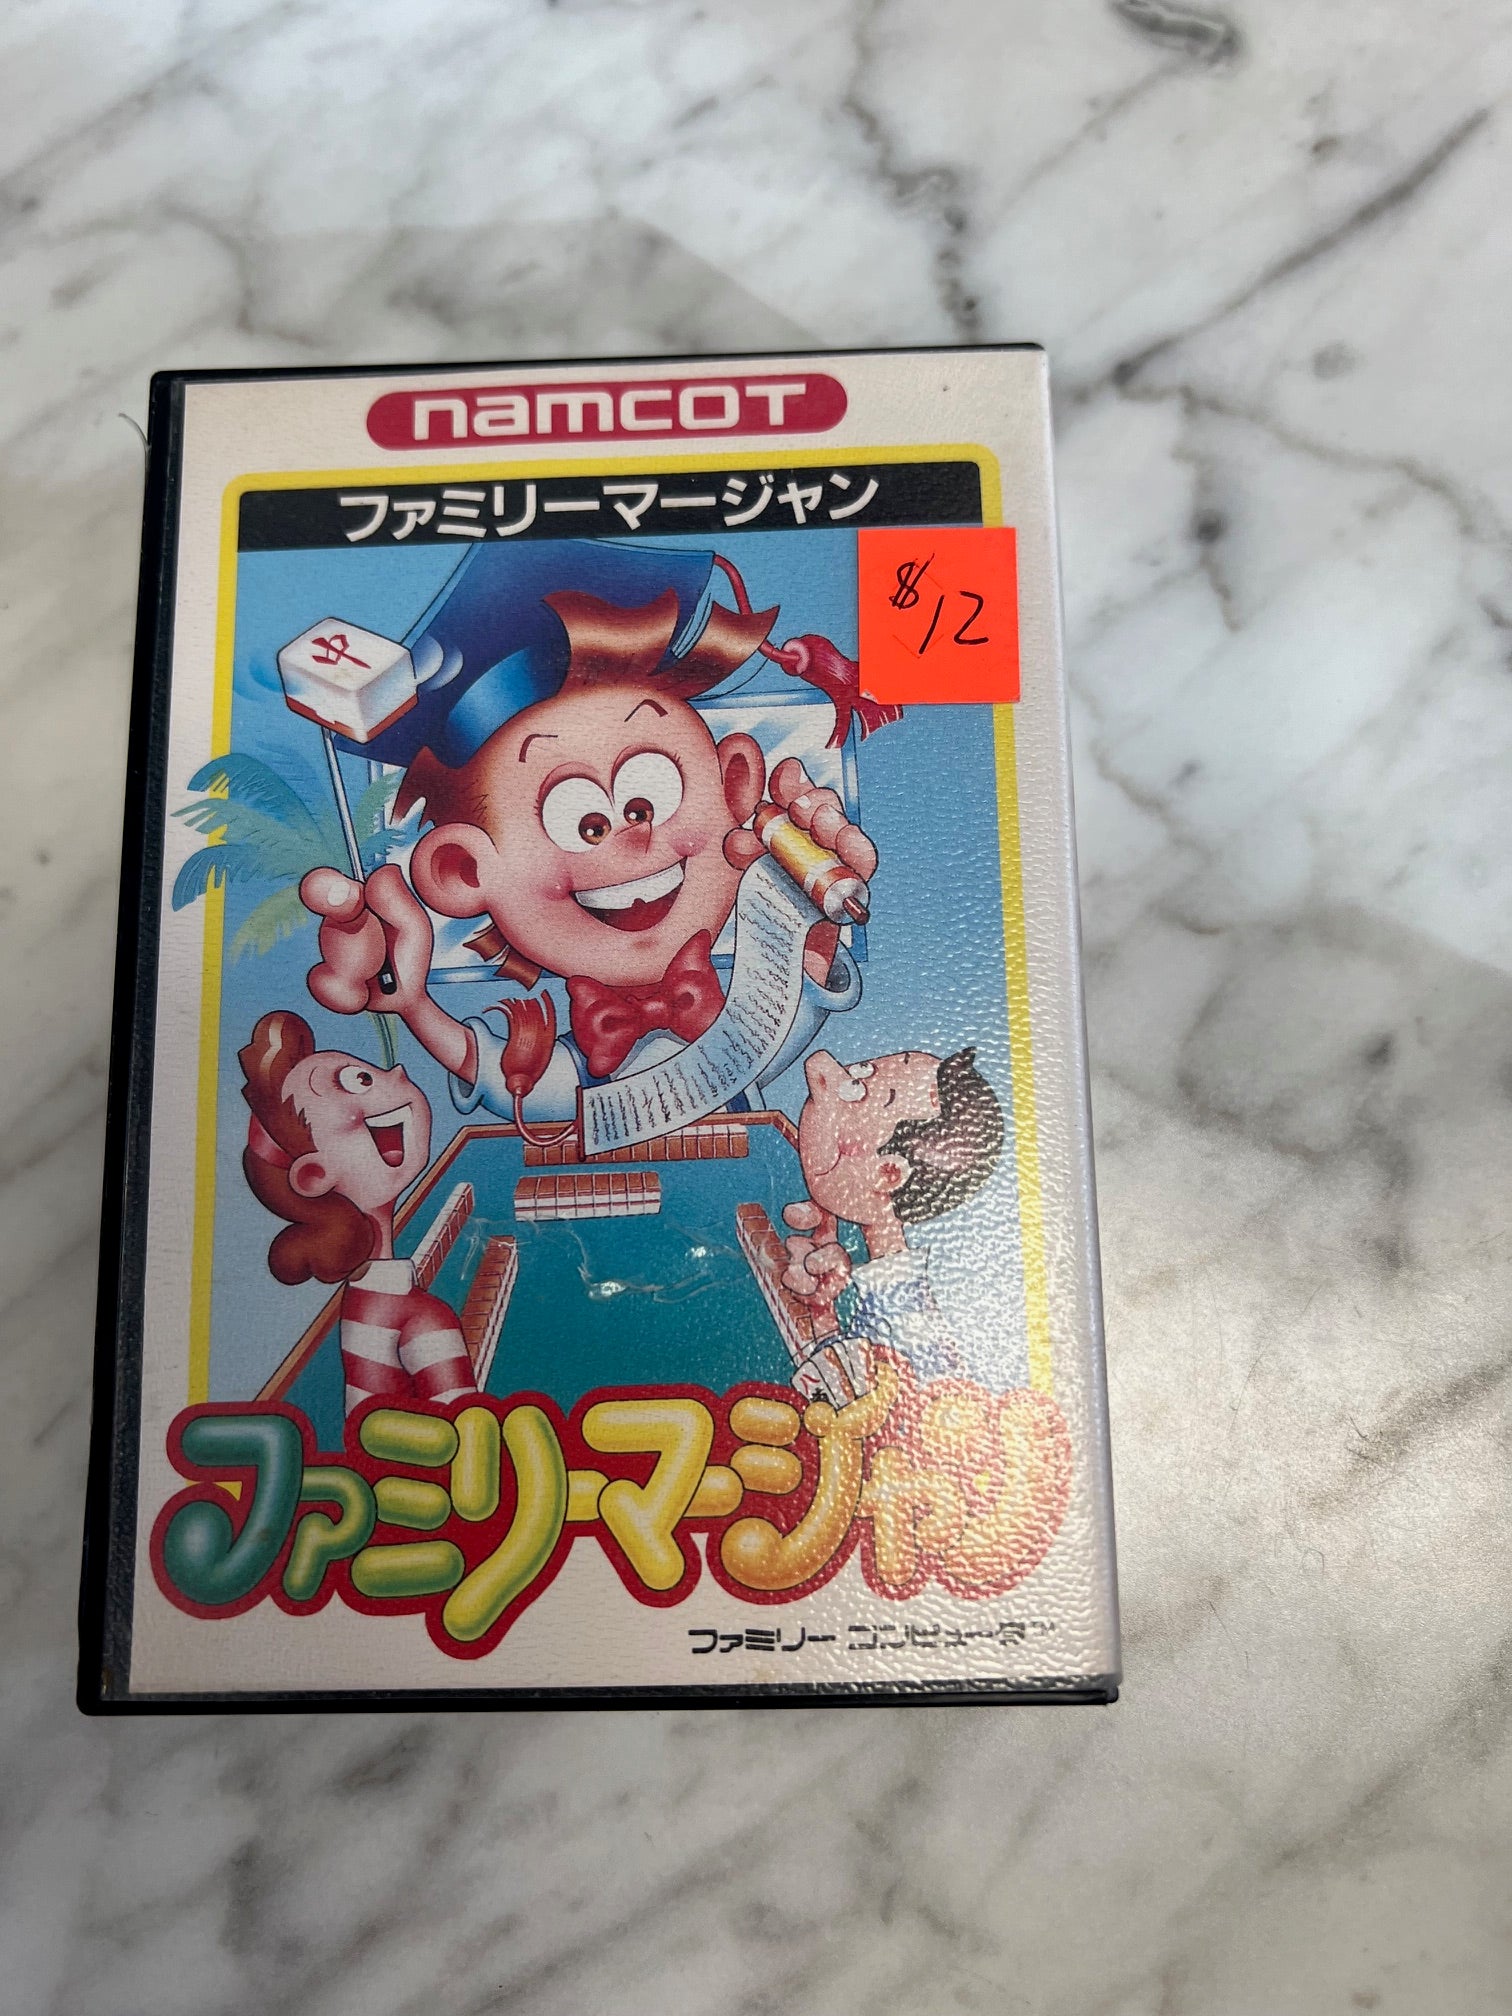 namcot
ファミリーマージャン
$12
中
ファミリーマージャン
ファミリー コンピュータ™